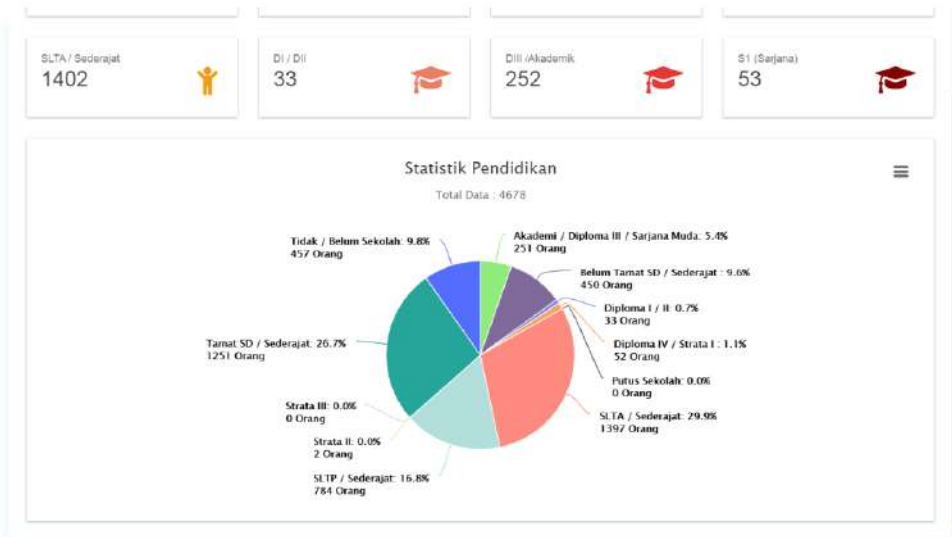 SLTA / Sederajat
1402
DI / DII
33
DIII /Akademik
252
S1 (Sarjana)
53
Statistik Pendidikan
Total Data : 4678
Tidak / Belum Sekolah: 9.8%
457 Orang
Akademi / Diploma III / Sarjana Muda: 5.4%
251 Orang
Belum Tamat SD / Sederajat : 9.6%
450 Orang
Diploma I / II: 0.7%
33 Orang
Tamat SD / Sederajat: 26.7%
1251 Orang
Diploma IV / Strata I : 1.1%
52 Orang
Putus Sekolah: 0.0%
0 Orang
Strata III: 0.0%
0 Orang
SLTA / Sederajat: 29.9%
1397 Orang
Strata II: 0.0%
2 Orang
SLTP / Sederajat: 16.8%
784 Orang